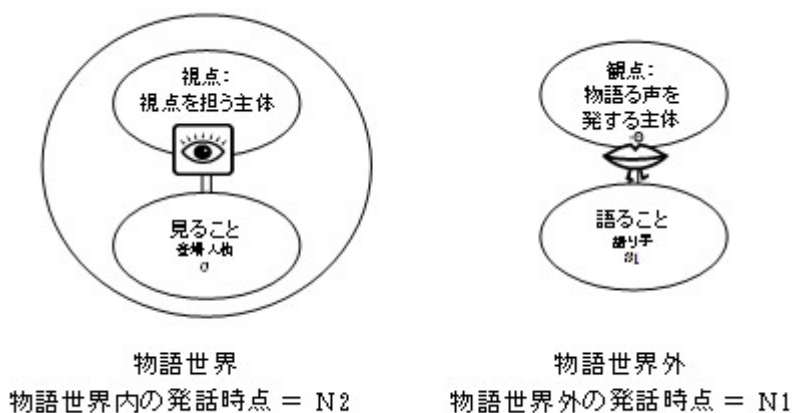 視点：
視点を担う主体
見ること
登場人物
物語世界
物語世界内の発話時点 ＝ N2
観点：
物語る声を
発する主体
語ること
語り手
物語世界外
物語世界外の発話時点 ＝ N1